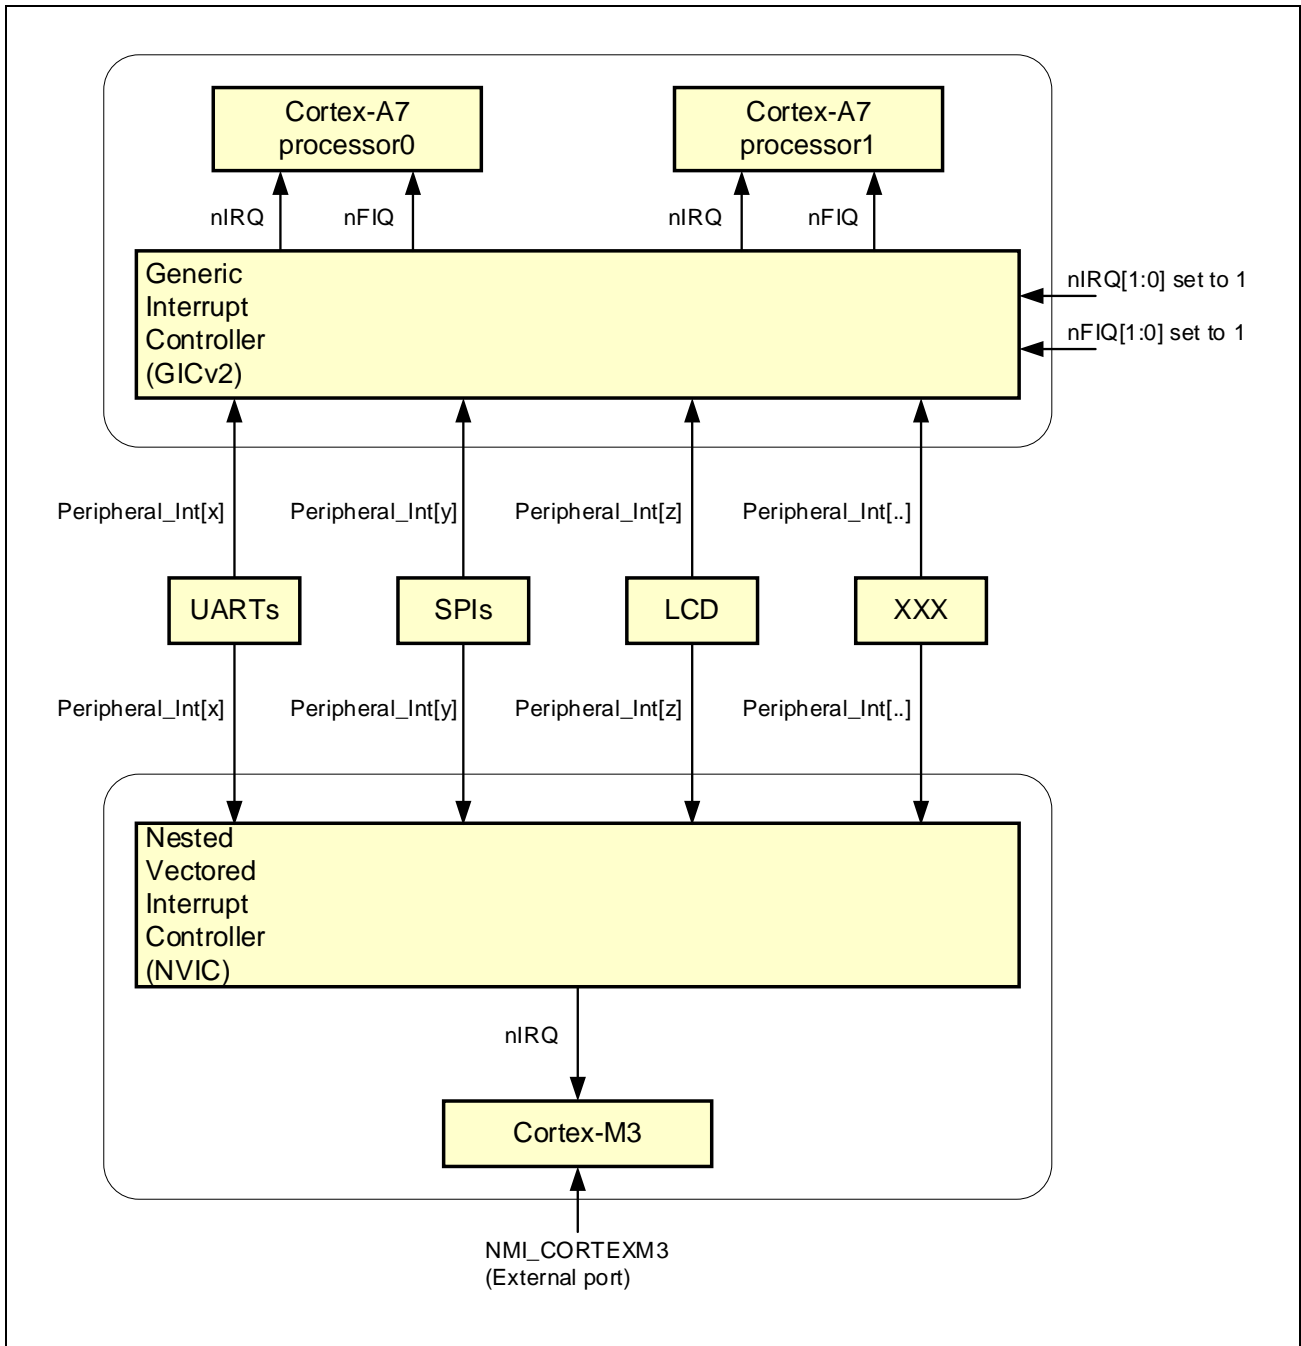 Cortex-A7
processor0
Cortex-A7
processor1
nIRQ
nFIQ
nIRQ
nFIQ
Generic
Interrupt
Controller
(GICv2)
nIRQ[1:0] set to 1
nFIQ[1:0] set to 1
Peripheral_Int[x]
Peripheral_Int[y]
Peripheral_Int[z]
Peripheral_Int[..]
UARTs
SPIs
LCD
XXX
Peripheral_Int[x]
Peripheral_Int[y]
Peripheral_Int[z]
Peripheral_Int[..]
Nested
Vectored
Interrupt
Controller
(NVIC)
nIRQ
Cortex-M3
NMI_CORTEXM3
(External port)